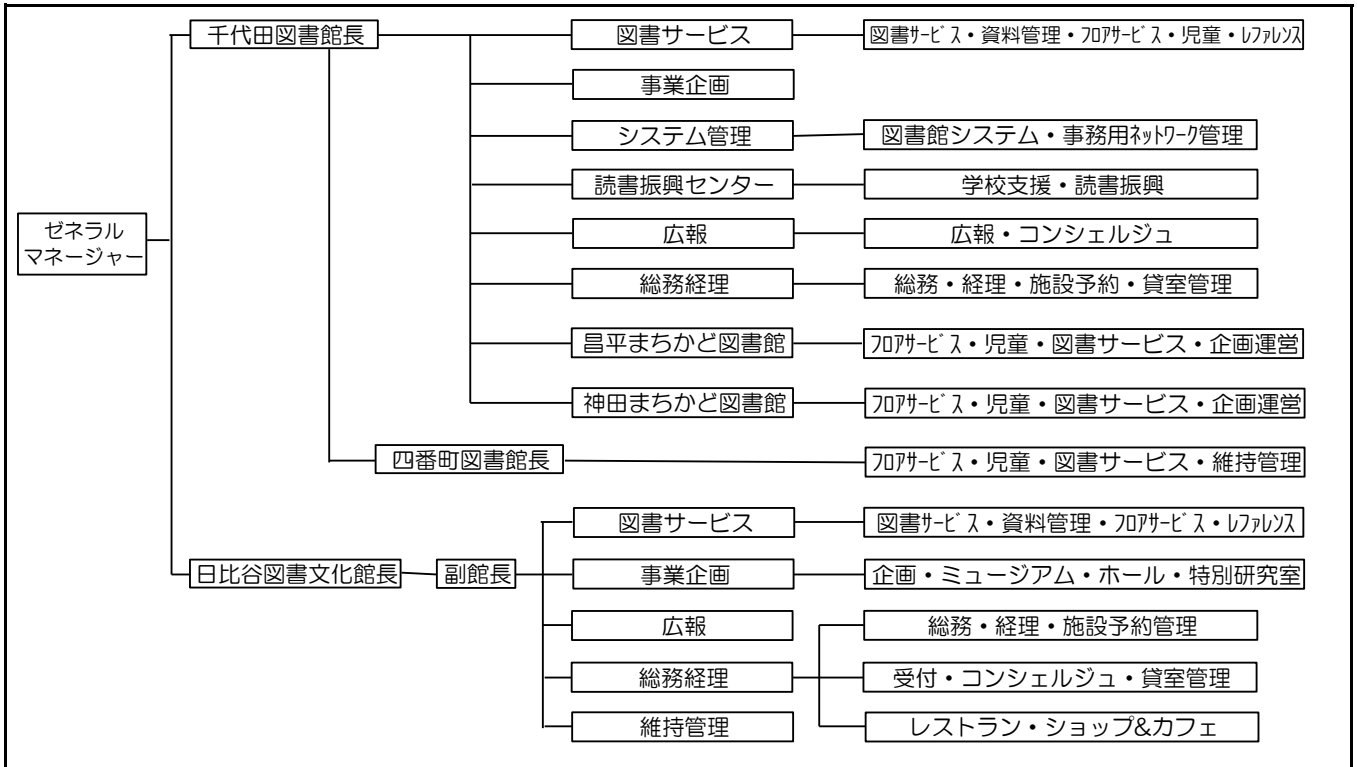 千代田図書館長
図書サービス
図書ｻｰﾋﾞｽ・資料管理・ﾌﾛｱｻｰﾋﾞｽ・児童・ﾚﾌｧﾚﾝｽ
事業企画
システム管理
図書館システム・事務用ﾈｯﾄﾜｰｸ管理
読書振興センター
学校支援・読書振興
ゼネラル
マネージャー
広報
広報・コンシェルジュ
総務経理
総務・経理・施設予約・貸室管理
昌平まちかど図書館
ﾌﾛｱｻｰﾋﾞｽ・児童・図書サービス・企画運営
神田まちかど図書館
ﾌﾛｱｻｰﾋﾞｽ・児童・図書サービス・企画運営
四番町図書館長
ﾌﾛｱｻｰﾋﾞｽ・児童・図書サービス・維持管理
図書サービス
図書ｻｰﾋﾞｽ・資料管理・ﾌﾛｱｻｰﾋﾞｽ・ﾚﾌｧﾚﾝｽ
日比谷図書文化館長
副館長
事業企画
企画・ミュージアム・ホール・特別研究室
広報
総務・経理・施設予約管理
総務経理
受付・コンシェルジュ・貸室管理
維持管理
レストラン・ショップ&カフェ